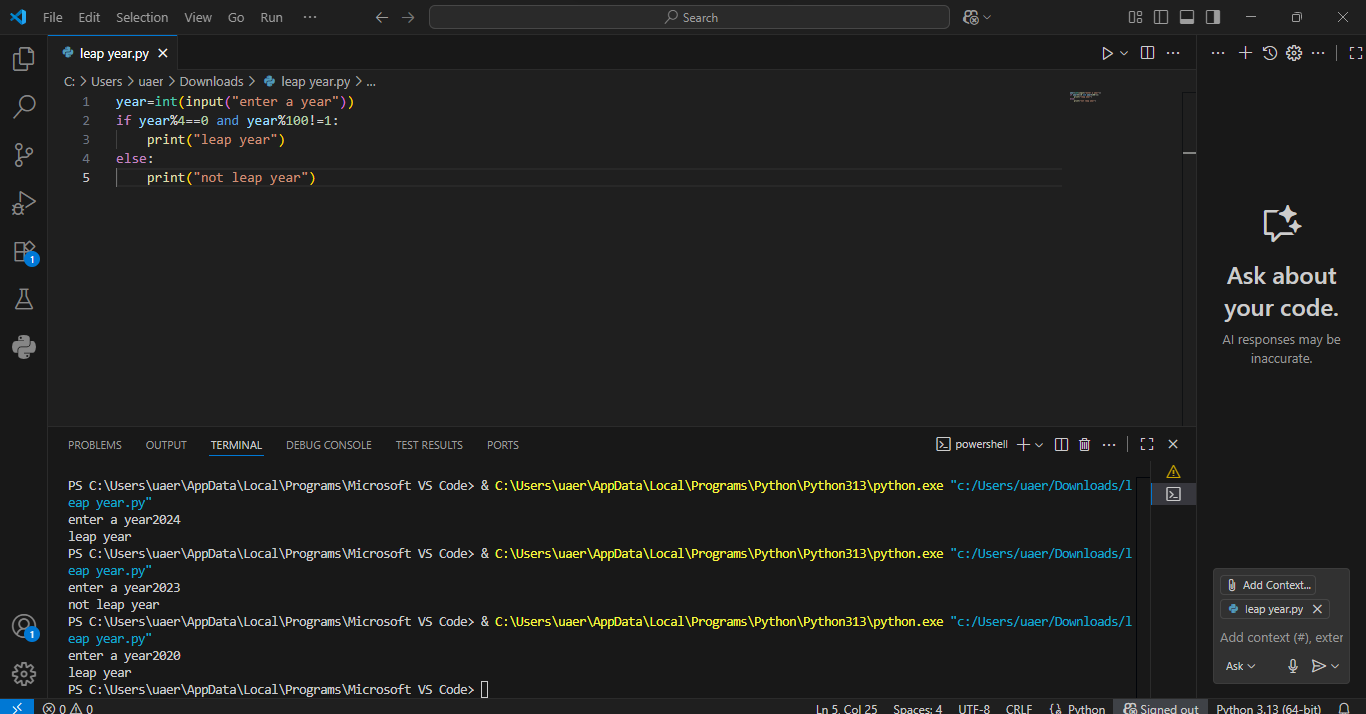 File Edit Selection View Go Run ··· Search
leap year.py
C: > Users > uaer > Downloads > leap year.py > ...
1 year=int(input("enter a year"))
2 if year%4==0 and year%100!=1:
3 print("leap year")
4 else:
5 print("not leap year")
1
Ask about
your code.
AI responses may be
inaccurate.
PROBLEMS OUTPUT TERMINAL DEBUG CONSOLE TEST RESULTS PORTS powershell
PS C:\Users\uaer\AppData\Local\Programs\Microsoft VS Code> & C:\Users\uaer\AppData\Local\Programs\Python\Python313\python.exe "c:/Users/uaer/Downloads/l
eap year.py"
enter a year2024
leap year
PS C:\Users\uaer\AppData\Local\Programs\Microsoft VS Code> & C:\Users\uaer\AppData\Local\Programs\Python\Python313\python.exe "c:/Users/uaer/Downloads/l
eap year.py"
enter a year2023
not leap year
PS C:\Users\uaer\AppData\Local\Programs\Microsoft VS Code> & C:\Users\uaer\AppData\Local\Programs\Python\Python313\python.exe "c:/Users/uaer/Downloads/l
eap year.py"
enter a year2020
leap year
PS C:\Users\uaer\AppData\Local\Programs\Microsoft VS Code>
Add Context...
leap year.py
Add context (#), exter
Ask
1
0 0 Ln 5, Col 25 Spaces: 4 UTF-8 CRLF {} Python Signed out Python 3.13 (64-bit)